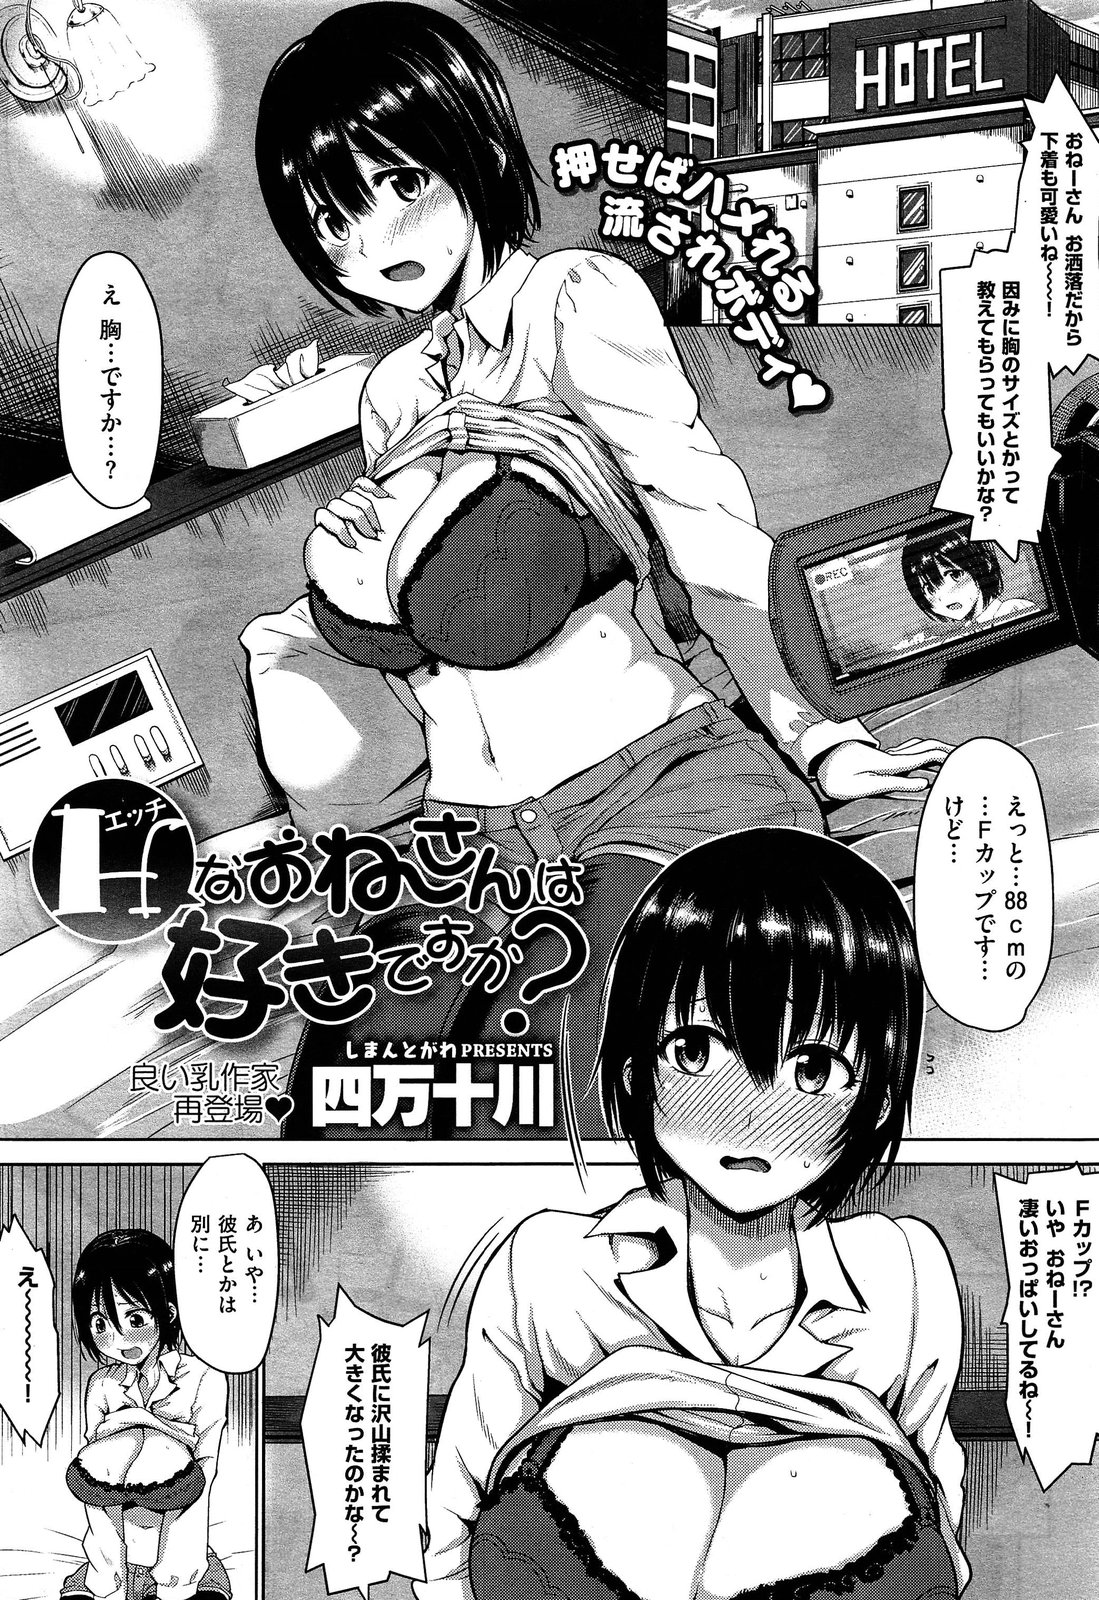 HOTEL
おねーさん お洒落だから
下着も可愛いね〜〜!
因みに胸のサイズとかって
教えてもらってもいいかな?
押せばハメれる
流されボディ♥
え 胸…ですか…?
REC
えっと…88cmの
…Fカップです…
けど…
エッチ
Hなおねさんは
好きですか?
しまんとがわPRESENTS
四万十川
良い乳作家
再登場♥
Fカップ!?
いや おねーさん
凄いおっぱいしてるね〜!
彼氏に沢山揉まれて
大きくなったのかな〜?
あ いや……
彼氏とかは
別に…
え〜〜〜〜!